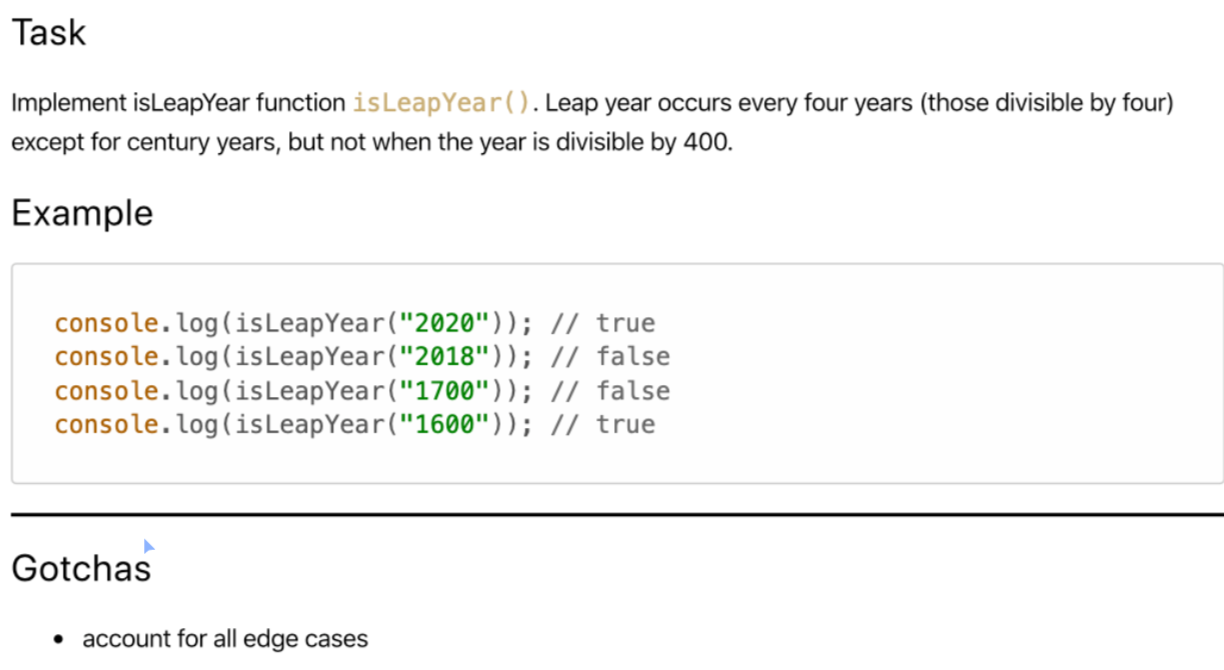 Task
Implement isLeapYear function isLeapYear(). Leap year occurs every four years (those divisible by four)
except for century years, but not when the year is divisible by 400.
Example
console.log(isLeapYear("2020")); // true
console.log(isLeapYear("2018")); // false
console.log(isLeapYear("1700")); // false
console.log(isLeapYear("1600")); // true
Gotchas
• account for all edge cases